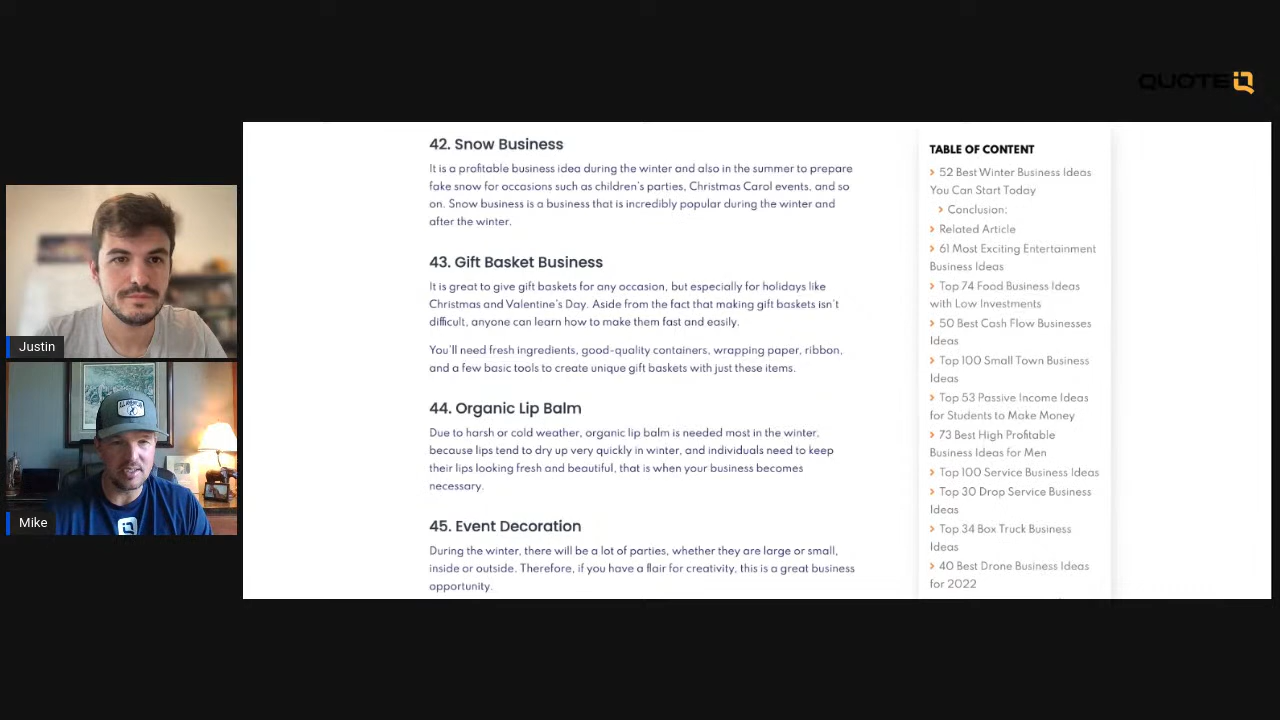 QUOTE IQ
Justin
Mike
42. Snow Business
It is a profitable business idea during the winter and also in the summer to prepare
fake snow for occasions such as children's parties, Christmas Carol events, and so
on. Snow business is a business that is incredibly popular during the winter and
after the winter.
43. Gift Basket Business
It is great to give gift baskets for any occasion, but especially for holidays like
Christmas and Valentine's Day. Aside from the fact that making gift baskets isn't
difficult, anyone can learn how to make them fast and easily.
You'll need fresh ingredients, good-quality containers, wrapping paper, ribbon,
and a few basic tools to create unique gift baskets with just these items.
44. Organic Lip Balm
Due to harsh or cold weather, organic lip balm is needed most in the winter,
because lips tend to dry up very quickly in winter, and individuals need to keep
their lips looking fresh and beautiful, that is when your business becomes
necessary.
45. Event Decoration
During the winter, there will be a lot of parties, whether they are large or small,
inside or outside. Therefore, if you have a flair for creativity, this is a great business
opportunity.
TABLE OF CONTENT
52 Best Winter Business Ideas
You Can Start Today
Conclusion:
Related Article
61 Most Exciting Entertainment
Business Ideas
Top 74 Food Business Ideas
with Low Investments
50 Best Cash Flow Businesses
Ideas
Top 100 Small Town Business
Ideas
Top 53 Passive Income Ideas
for Students to Make Money
73 Best High Profitable
Business Ideas for Men
Top 100 Service Business Ideas
Top 30 Drop Service Business
Ideas
Top 34 Box Truck Business
Ideas
40 Best Drone Business Ideas
for 2022